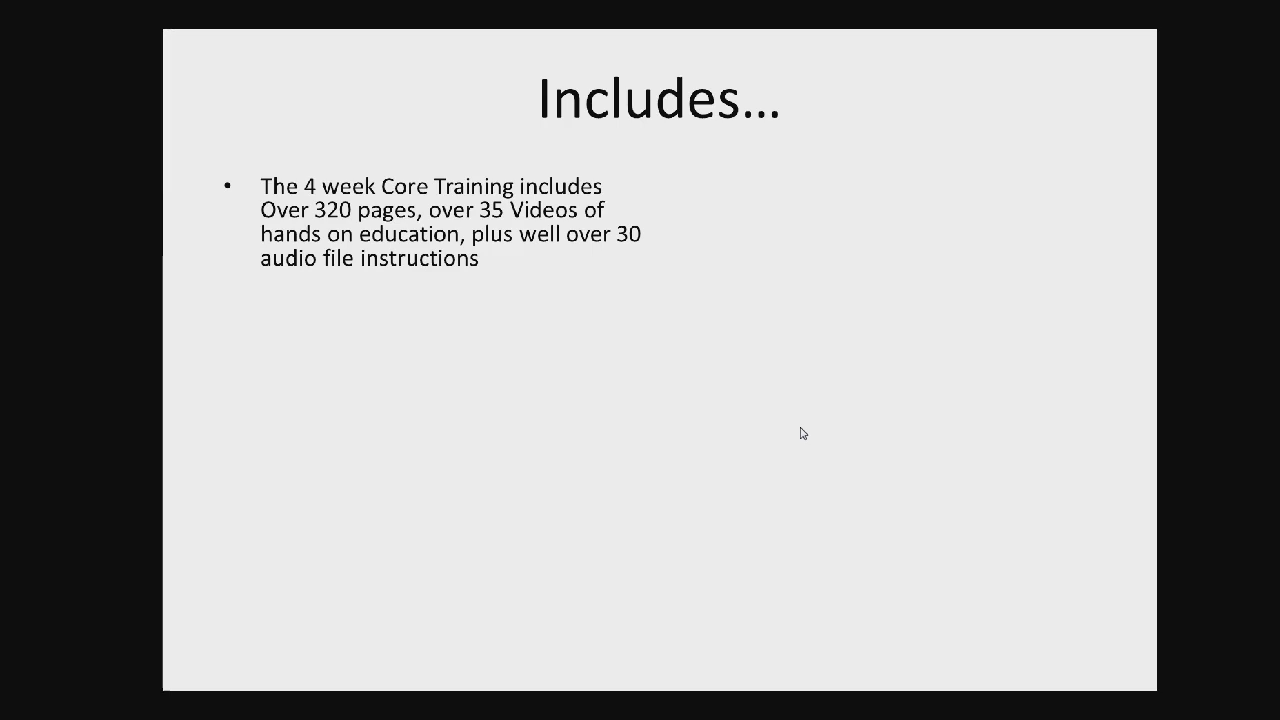 Includes...
• The 4 week Core Training includes
Over 320 pages, over 35 Videos of
hands on education, plus well over 30
audio file instructions